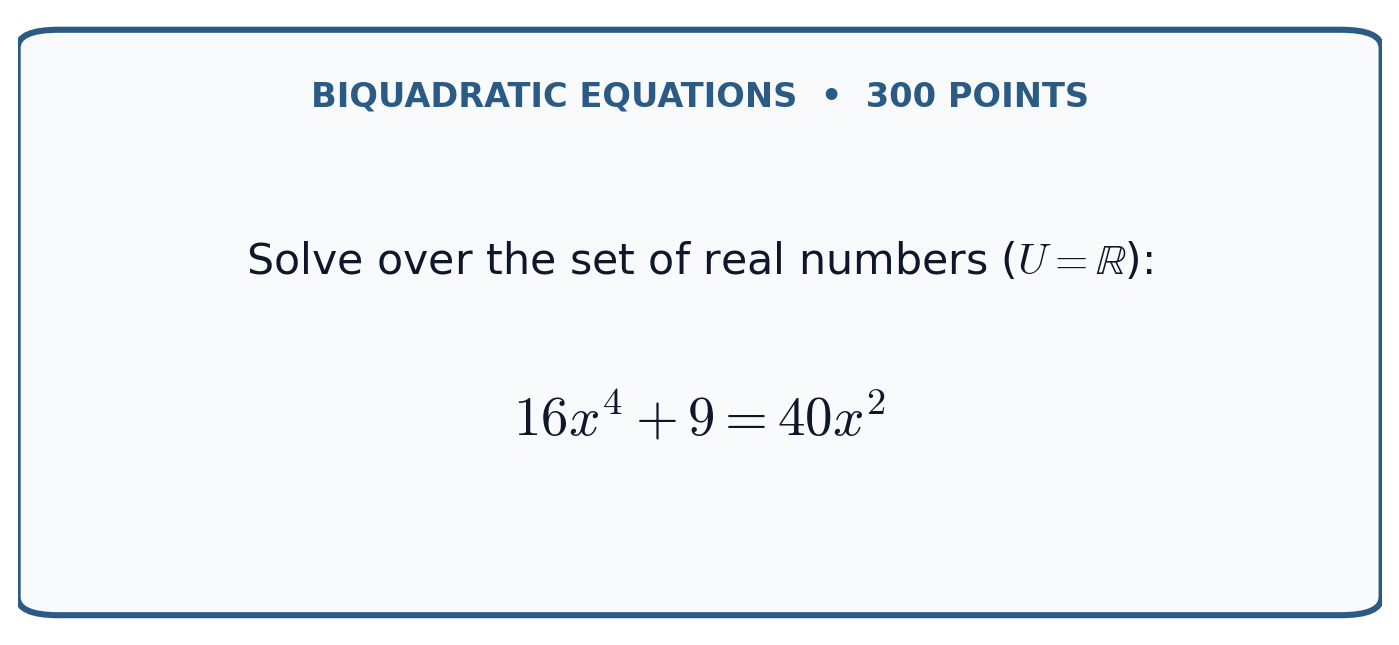 BIQUADRATIC EQUATIONS • 300 POINTS
Solve over the set of real numbers (U = ℝ):
16x⁴ + 9 = 40x²